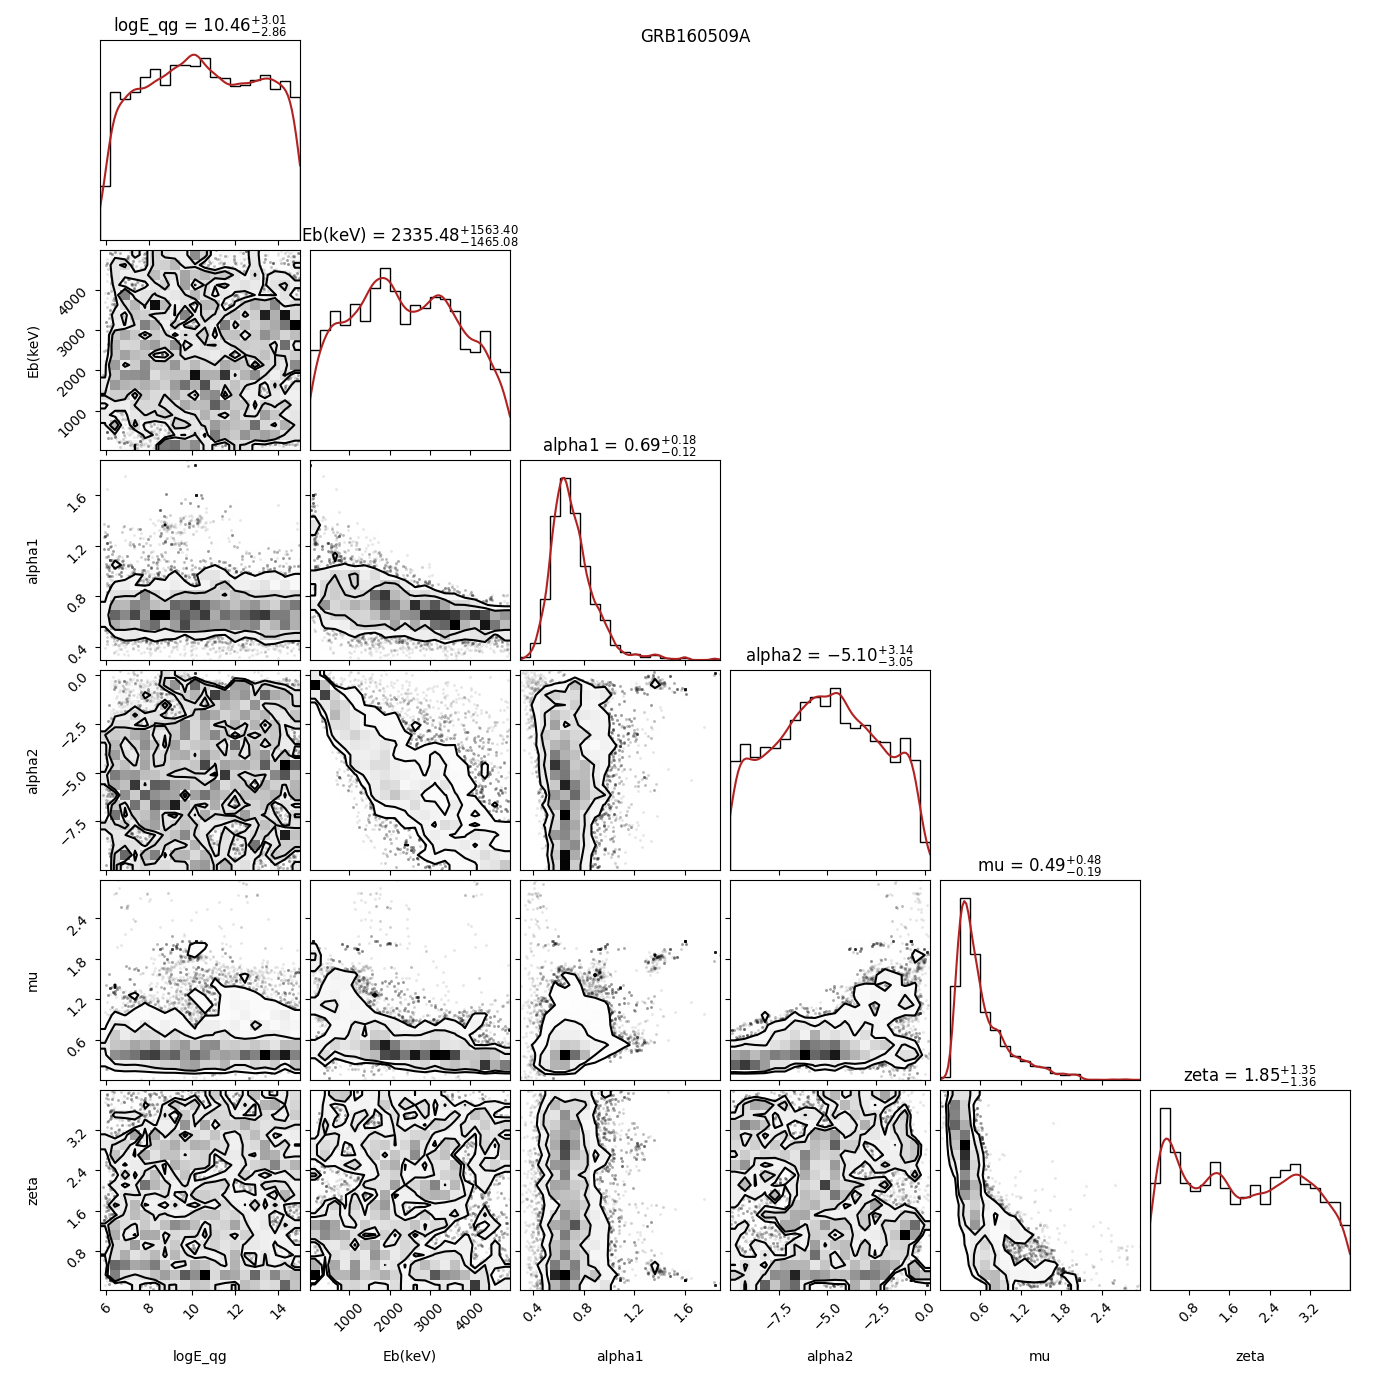 GRB160509A
logE_qg = 10.46 +3.01 −2.86
Eb(keV) = 2335.48 +1563.40 −1465.08
Eb(keV)
4000
3000
2000
1000
alpha1 = 0.69 +0.18 −0.12
alpha1
1.6
1.2
0.8
0.4
alpha2 = −5.10 +3.14 −3.05
alpha2
0.0
−2.5
−5.0
−7.5
mu = 0.49 +0.48 −0.19
mu
2.4
1.8
1.2
0.6
zeta = 1.85 +1.35 −1.36
zeta
3.2
2.4
1.6
0.8
6 8 10 12 14
1000 2000 3000 4000
0.4 0.8 1.2 1.6
−7.5 −5.0 −2.5 0.0
0.6 1.2 1.8 2.4
0.8 1.6 2.4 3.2
logE_qg
Eb(keV)
alpha1
alpha2
mu
zeta